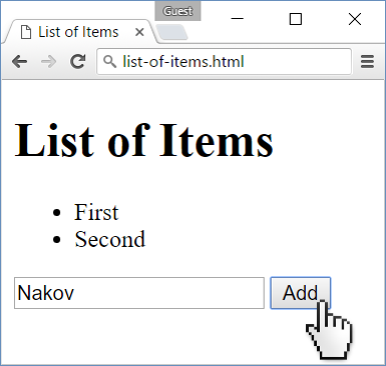 Guest
List of Items
list-of-items.html
List of Items
First
Second
Nakov Add